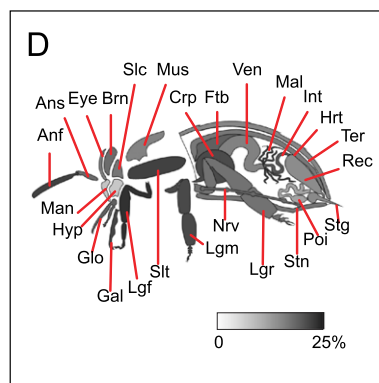 D
Slc Mus Ven Mal
Ans Eye Brn Crp Ftb Int
Anf Hrt
Ter
Rec
Man
Hyp
Glo Nrv Stg
Gal Lgf Slt Lgm Lgr Stn Poi
0 25%